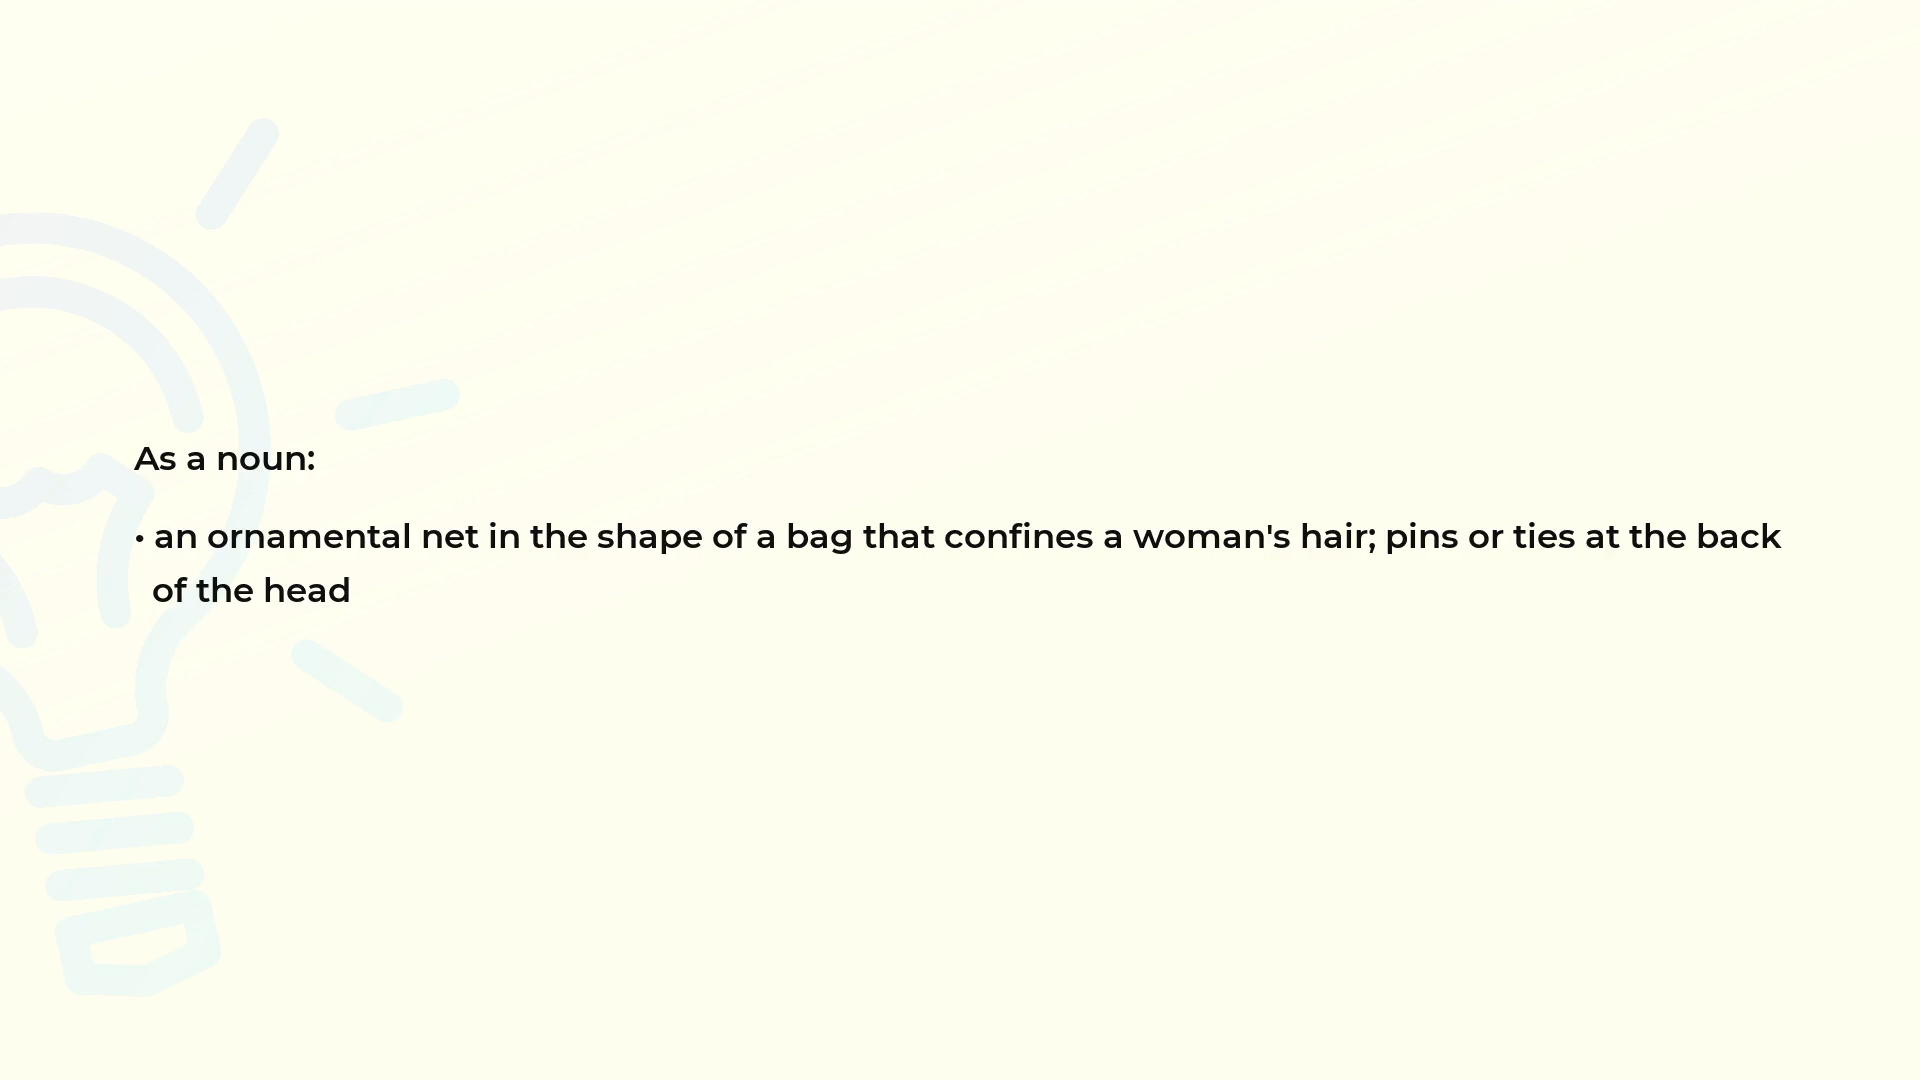 As a noun:
• an ornamental net in the shape of a bag that confines a woman's hair; pins or ties at the back
of the head